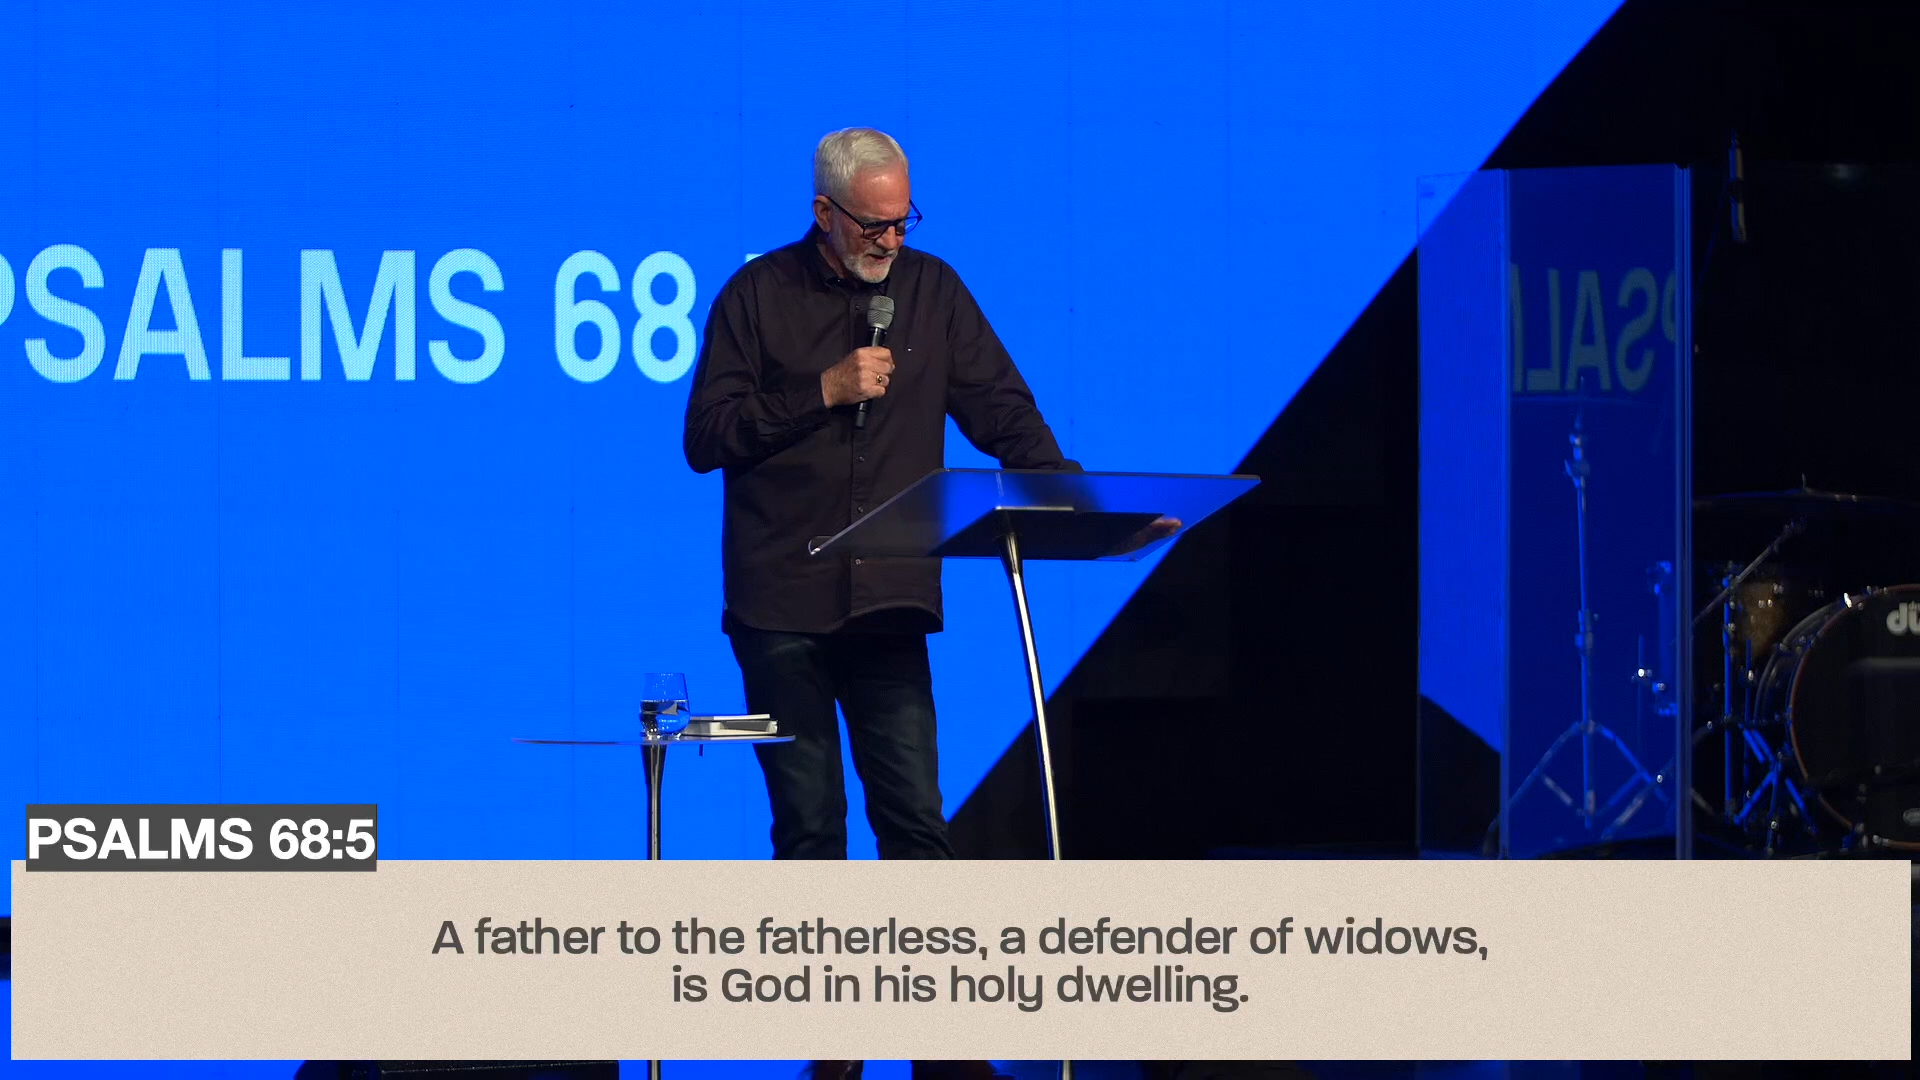 PSALMS 68
PSALMS 68:5
A father to the fatherless, a defender of widows,
is God in his holy dwelling.